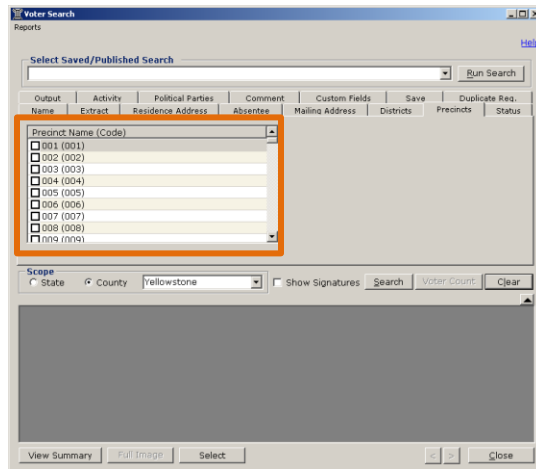 Voter Search
Reports
Help
Select Saved/Published Search
Run Search
Output Activity Political Parties Comment Custom Fields Save Duplicate Req.
Name Extract Residence Address Absentee Mailing Address Districts Precincts Status
Precinct Name (Code)
001 (001)
002 (002)
003 (003)
004 (004)
005 (005)
006 (006)
007 (007)
008 (008)
009 (009)
Scope
State County Yellowstone Show Signatures Search Voter Count Clear
View Summary Full Image Select < > Close